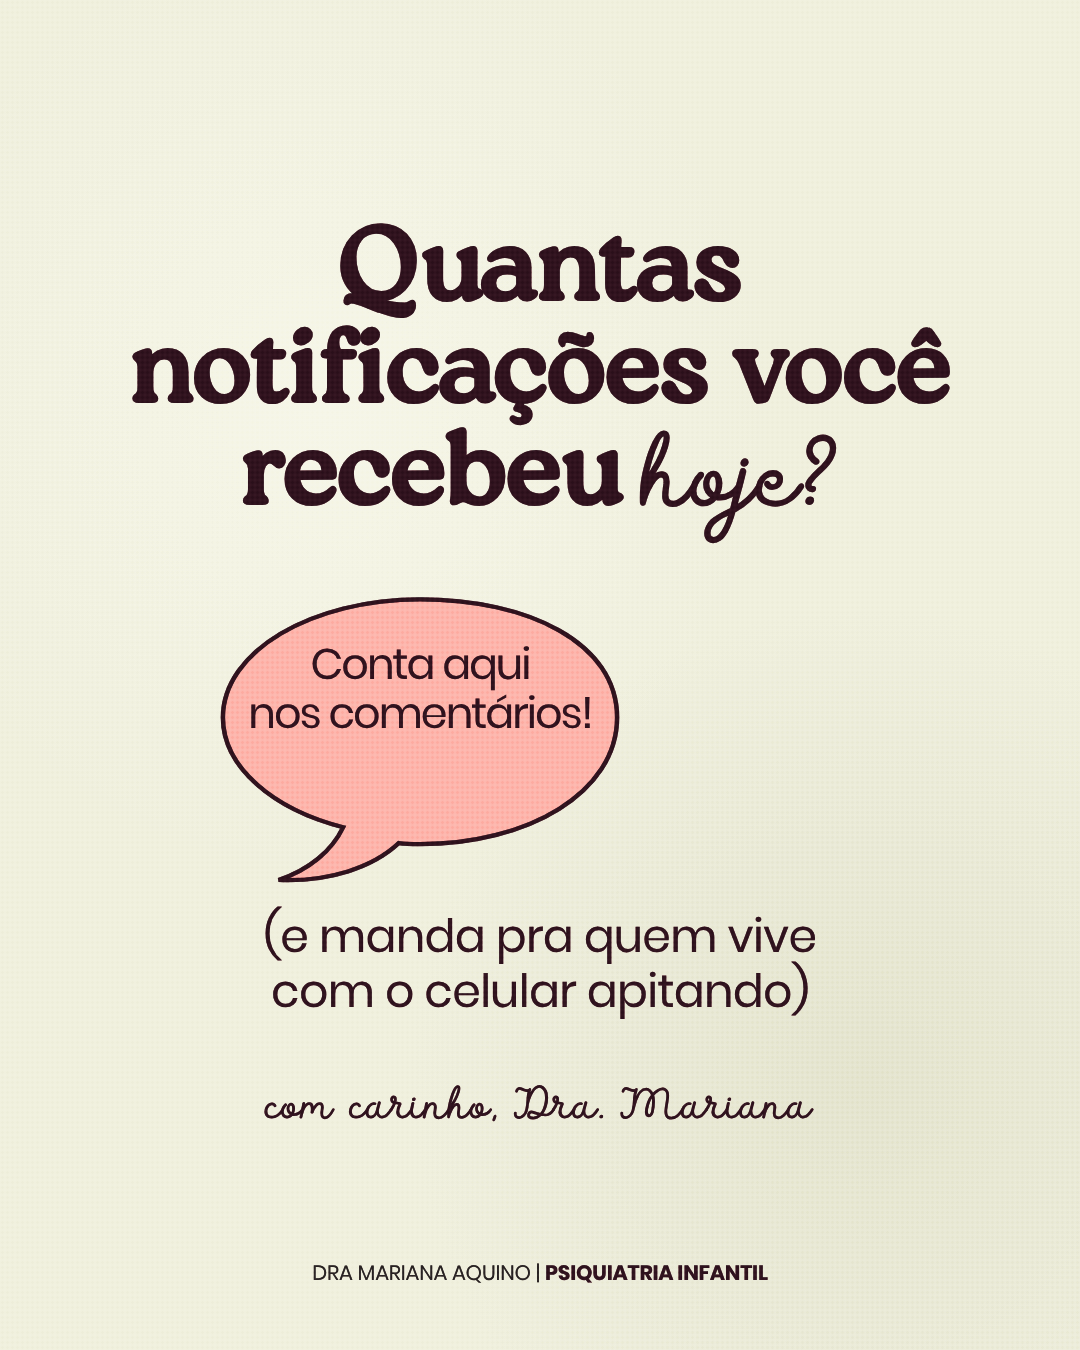 Quantas
notificações você
recebeu hoje?
Conta aqui
nos comentários!
(e manda pra quem vive
com o celular apitando)
com carinho, Dra. Mariana
DRA MARIANA AQUINO | PSIQUIATRIA INFANTIL